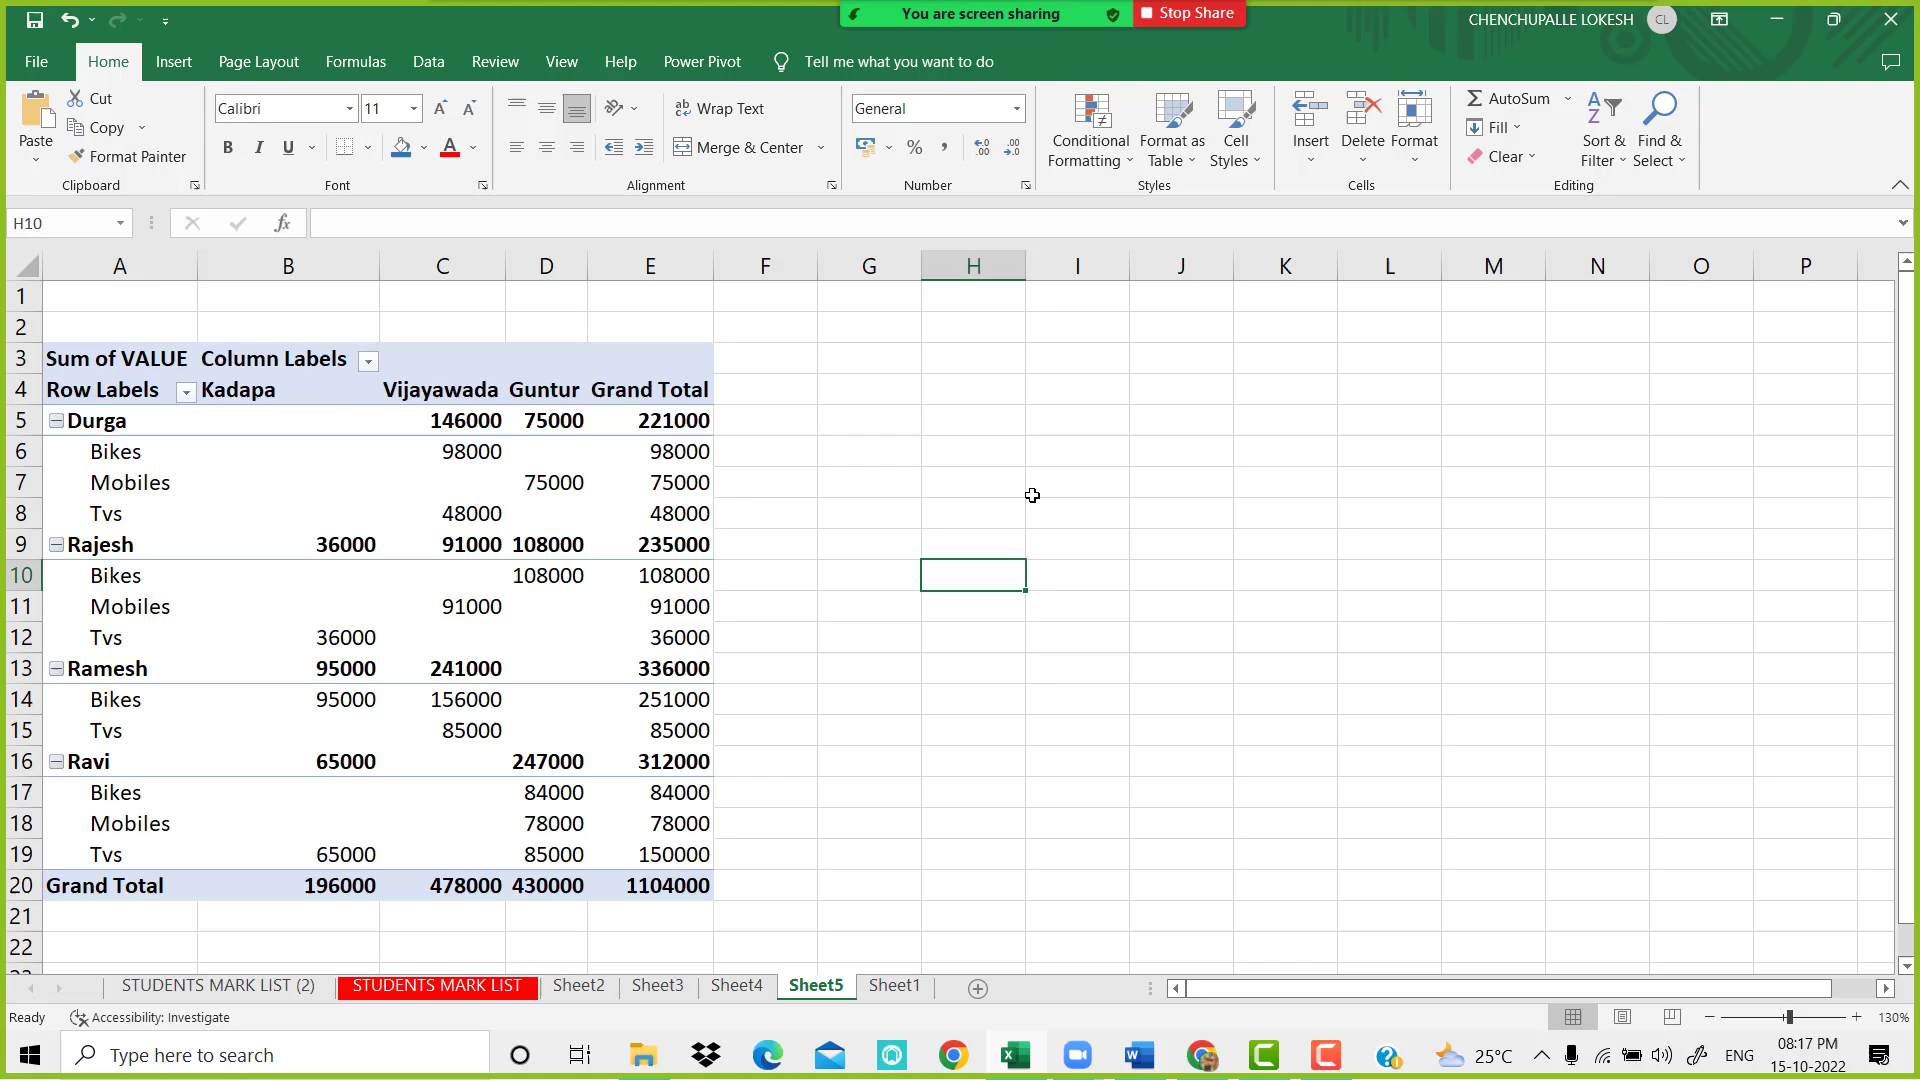 You are screen sharing
Stop Share
CHENCHUPALLE LOKESH
CL
File Home Insert Page Layout Formulas Data Review View Help Power Pivot Tell me what you want to do
Paste
Cut
Copy
Format Painter
Clipboard
Calibri 11
B I U
A
Font
Wrap Text
Merge & Center
Alignment
General
%
Number
Conditional Formatting
Format as Table
Cell Styles
Styles
Insert Delete Format
Cells
AutoSum
Fill
Clear
Sort & Filter
Find & Select
Editing
H10
fx
A B C D E F G H I J K L M N O P
1
2
3 Sum of VALUE Column Labels
4 Row Labels Kadapa Vijayawada Guntur Grand Total
5 Durga 146000 75000 221000
6 Bikes 98000 98000
7 Mobiles 75000 75000
8 Tvs 48000 48000
9 Rajesh 36000 91000 108000 235000
10 Bikes 108000 108000
11 Mobiles 91000 91000
12 Tvs 36000 36000
13 Ramesh 95000 241000 336000
14 Bikes 95000 156000 251000
15 Tvs 85000 85000
16 Ravi 65000 247000 312000
17 Bikes 84000 84000
18 Mobiles 78000 78000
19 Tvs 65000 85000 150000
20 Grand Total 196000 478000 430000 1104000
21
22
STUDENTS MARK LIST (2) STUDENTS MARK LIST Sheet2 Sheet3 Sheet4 Sheet5 Sheet1
Ready Accessibility: Investigate 130%
Type here to search
25°C
ENG
08:17 PM
15-10-2022